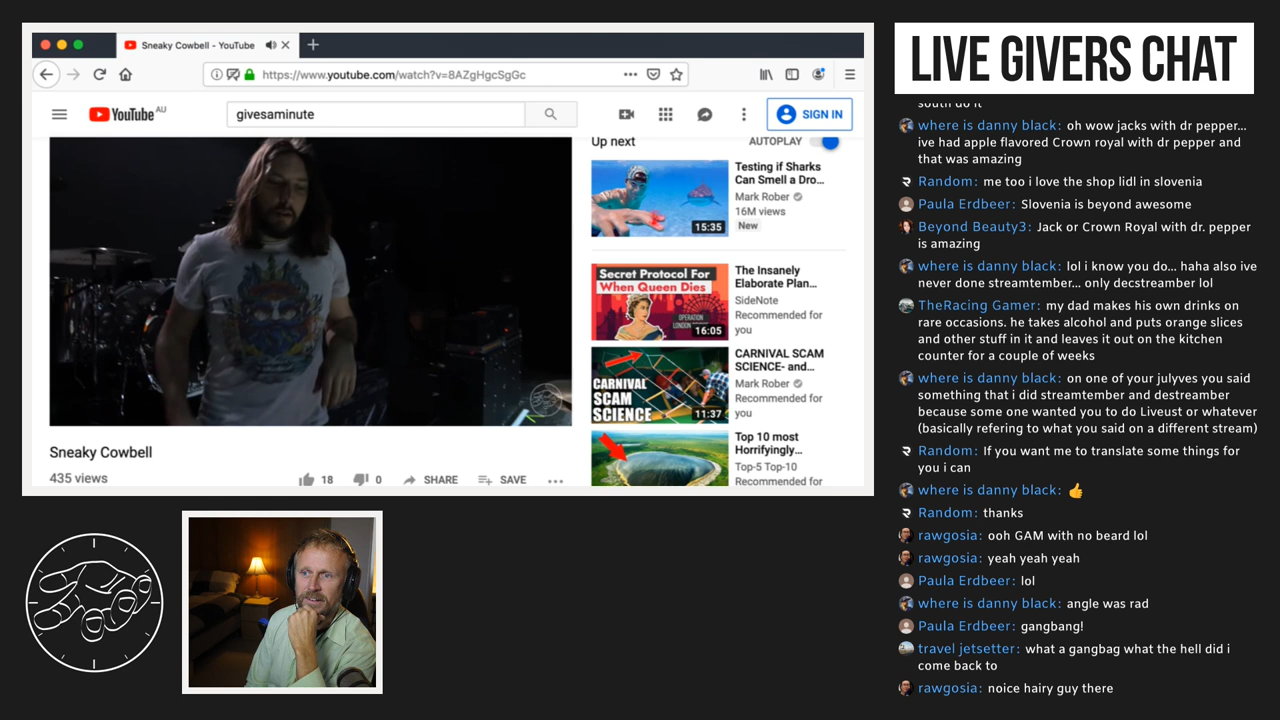 Sneaky Cowbell - YouTube
https://www.youtube.com/watch?v=8AZgHgcSgGc
YouTube AU
givesaminute
SIGN IN
Up next
AUTOPLAY
Testing if Sharks
Can Smell a Dro...
Mark Rober
16M views
New
15:35
Secret Protocol For
When Queen Dies
OPERATION
LONDON
16:05
The Insanely
Elaborate Plan...
SideNote
Recommended for
you
CARNIVAL
SCAM
SCIENCE
11:37
CARNIVAL SCAM
SCIENCE- and...
Mark Rober
Recommended for
you
Top 10 most
Horrifyingly...
Top-5 Top-10
Recommended for
Sneaky Cowbell
435 views
18
0
SHARE
SAVE
LIVE GIVERS CHAT
south do it
where is danny black: oh wow jacks with dr pepper...
ive had apple flavored Crown royal with dr pepper and
that was amazing
Random: me too i love the shop lidl in slovenia
Paula Erdbeer: Slovenia is beyond awesome
Beyond Beauty3: Jack or Crown Royal with dr. pepper
is amazing
where is danny black: lol i know you do... haha also ive
never done streamtember... only decstreamber lol
TheRacing Gamer: my dad makes his own drinks on
rare occasions. he takes alcohol and puts orange slices
and other stuff in it and leaves it out on the kitchen
counter for a couple of weeks
where is danny black: on one of your julyves you said
something that i did streamtember and destreamber
because some one wanted you to do Liveust or whatever
(basically refering to what you said on a different stream)
Random: If you want me to translate some things for
you i can
where is danny black: 👍
Random: thanks
rawgosia: ooh GAM with no beard lol
rawgosia: yeah yeah yeah
Paula Erdbeer: lol
where is danny black: angle was rad
Paula Erdbeer: gangbang!
travel jetsetter: what a gangbag what the hell did i
come back to
rawgosia: noice hairy guy there